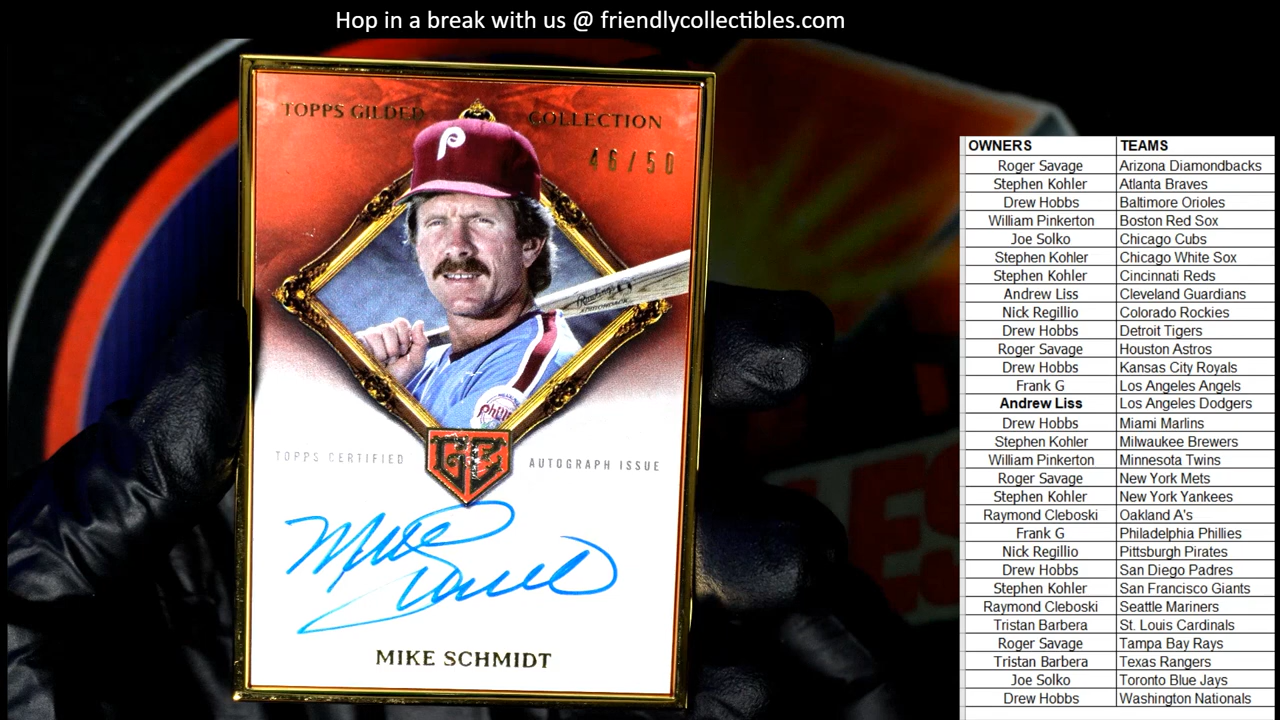 Hop in a break with us @ friendlycollectibles.com
TOPPS GILDED COLLECTION
46/50
P
Rawlings
ADIRONDACK
Phill
GC
TOPPS CERTIFIED AUTOGRAPH ISSUE
Mike Schmidt
MIKE SCHMIDT
OWNERS TEAMS
Roger Savage Arizona Diamondbacks
Stephen Kohler Atlanta Braves
Drew Hobbs Baltimore Orioles
William Pinkerton Boston Red Sox
Joe Solko Chicago Cubs
Stephen Kohler Chicago White Sox
Stephen Kohler Cincinnati Reds
Andrew Liss Cleveland Guardians
Nick Regillio Colorado Rockies
Drew Hobbs Detroit Tigers
Roger Savage Houston Astros
Drew Hobbs Kansas City Royals
Frank G Los Angeles Angels
Andrew Liss Los Angeles Dodgers
Drew Hobbs Miami Marlins
Stephen Kohler Milwaukee Brewers
William Pinkerton Minnesota Twins
Roger Savage New York Mets
Stephen Kohler New York Yankees
Raymond Cleboski Oakland A's
Frank G Philadelphia Phillies
Nick Regillio Pittsburgh Pirates
Drew Hobbs San Diego Padres
Stephen Kohler San Francisco Giants
Raymond Cleboski Seattle Mariners
Tristan Barbera St. Louis Cardinals
Roger Savage Tampa Bay Rays
Tristan Barbera Texas Rangers
Joe Solko Toronto Blue Jays
Drew Hobbs Washington Nationals